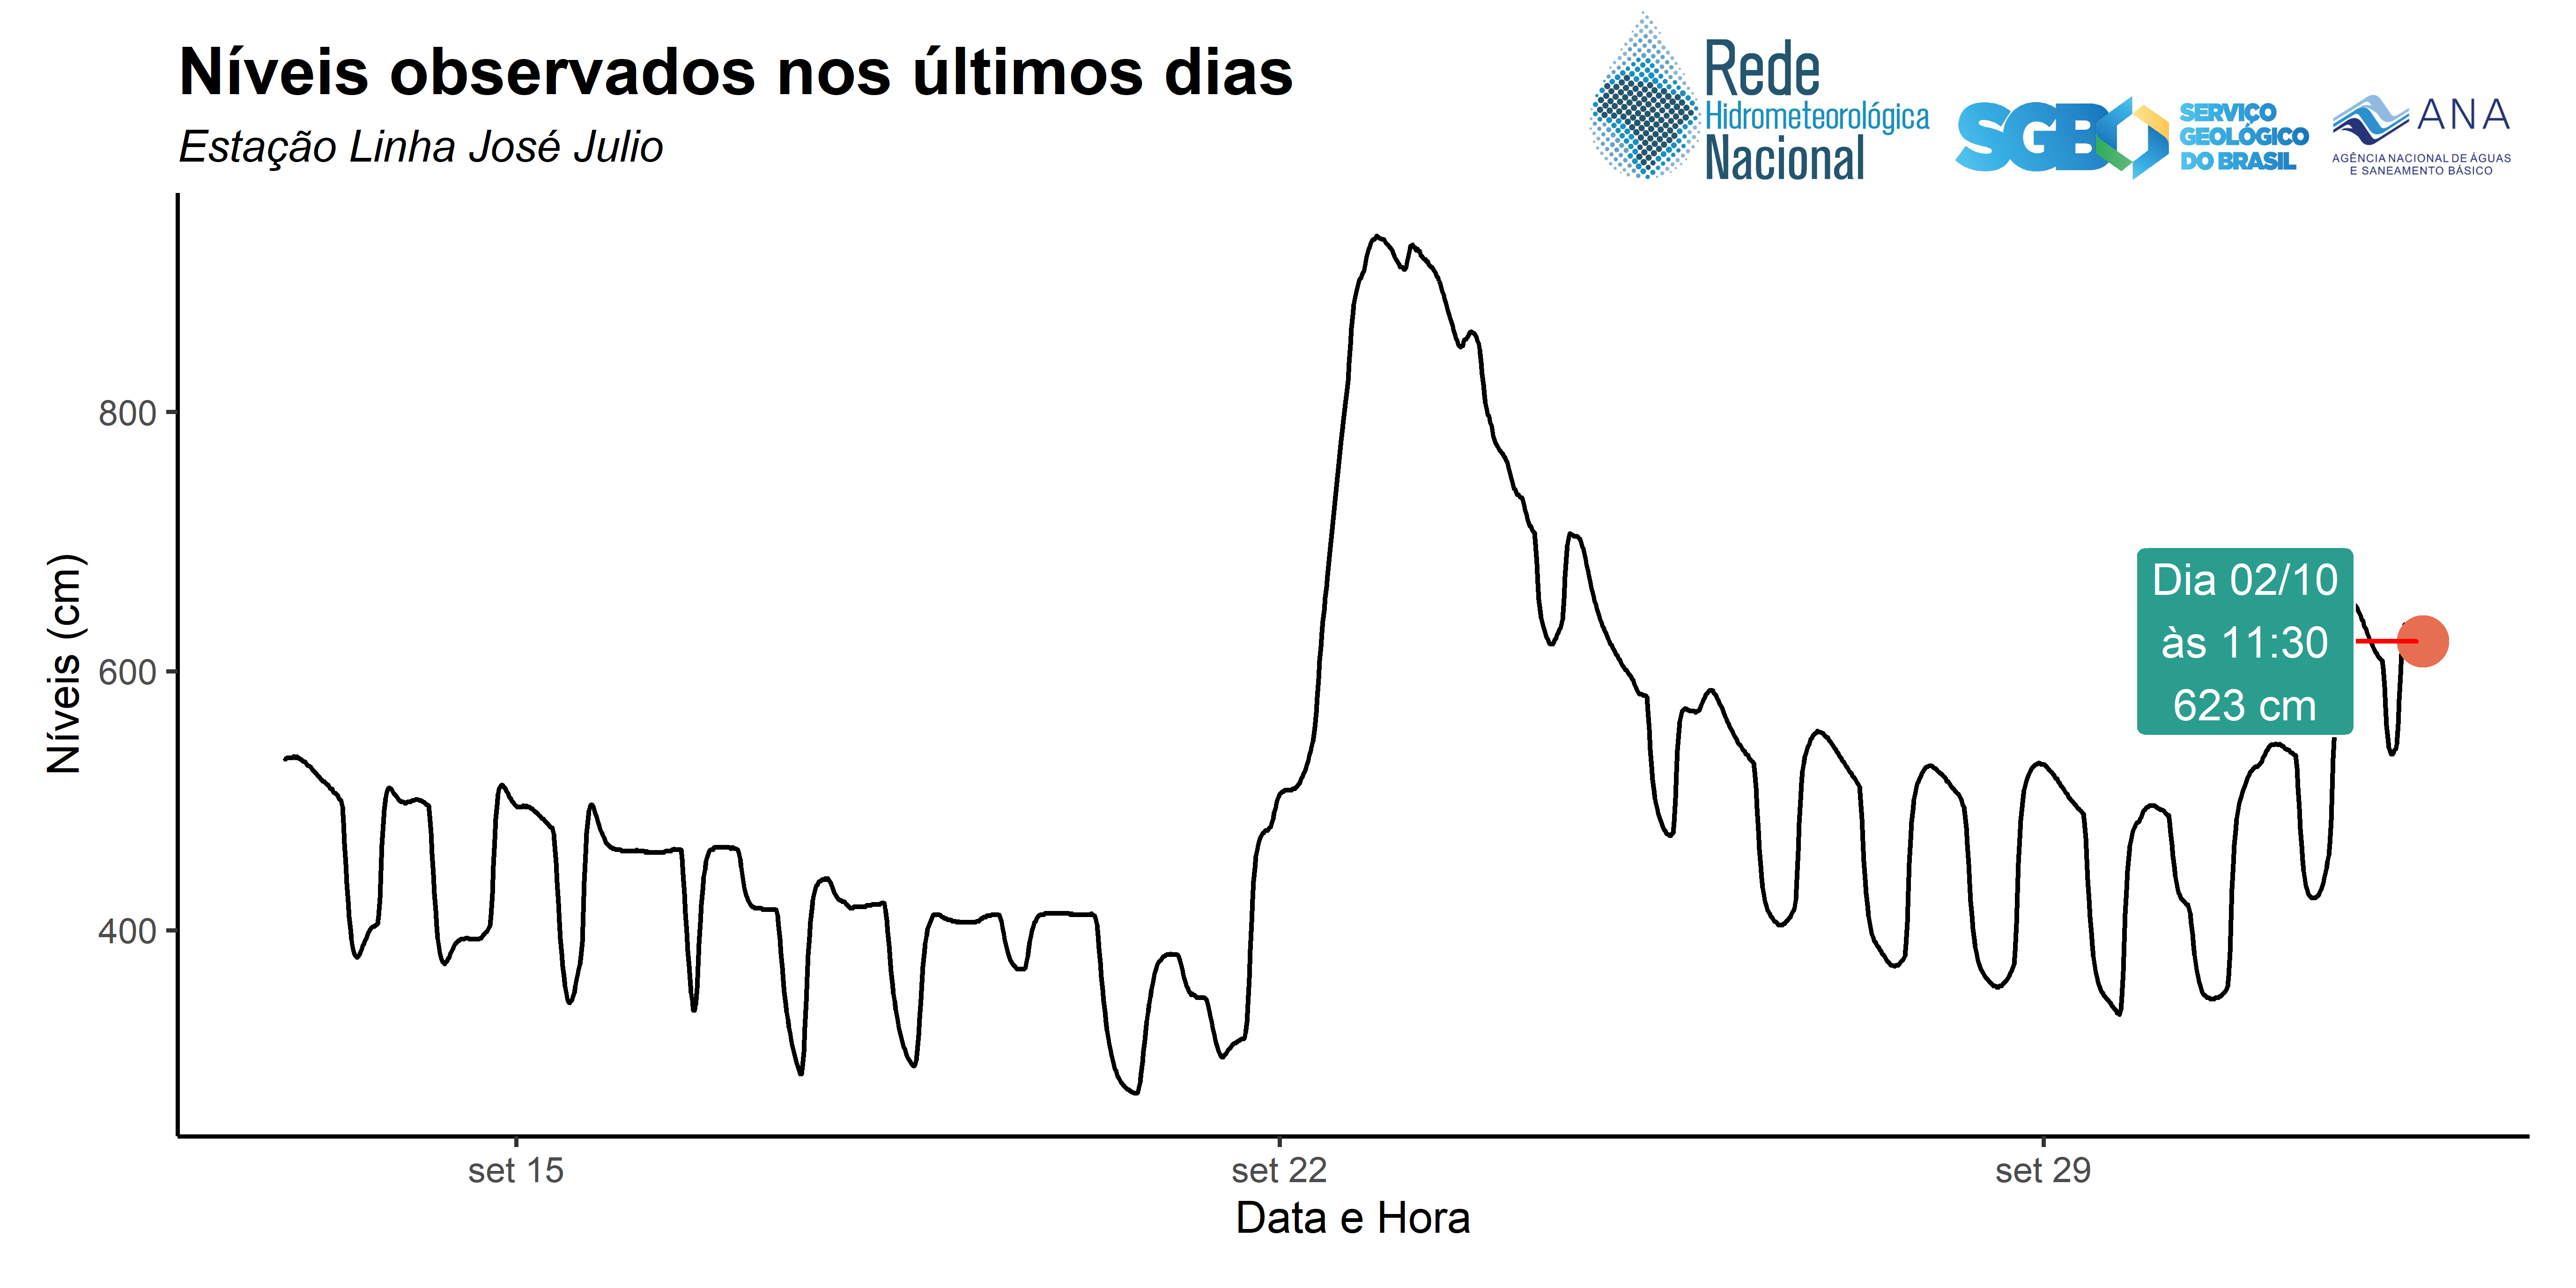 Níveis observados nos últimos dias
Estação Linha José Julio
Rede
Hidrometeorológica
Nacional
SGB
SERVIÇO
GEOLÓGICO
DO BRASIL
ANA
AGÊNCIA NACIONAL DE ÁGUAS
E SANEAMENTO BÁSICO
Níveis (cm)
800
600
400
Dia 02/10
às 11:30
623 cm
set 15
set 22
set 29
Data e Hora